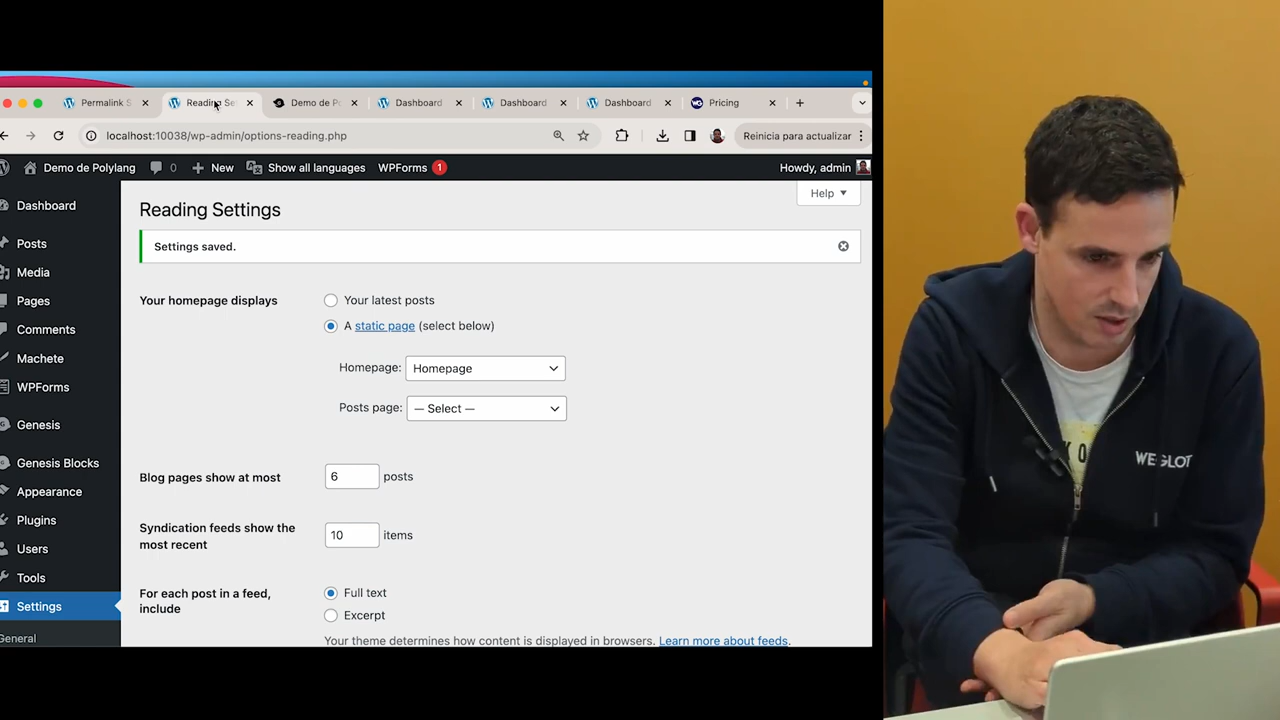 Permalink S
Reading Se
Demo de P
Dashboard
Dashboard
Dashboard
Pricing
localhost:10038/wp-admin/options-reading.php
Reinicia para actualizar
Demo de Polylang
0
New
Show all languages
WPForms 1
Howdy, admin
Help
Dashboard
Posts
Media
Pages
Comments
Machete
WPForms
Genesis
Genesis Blocks
Appearance
Plugins
Users
Tools
Settings
General
Reading Settings
Settings saved.
Your homepage displays
Your latest posts
A static page (select below)
Homepage: Homepage
Posts page: — Select —
Blog pages show at most 6 posts
Syndication feeds show the
most recent
10 items
For each post in a feed,
include
Full text
Excerpt
Your theme determines how content is displayed in browsers. Learn more about feeds.
WEGLOT